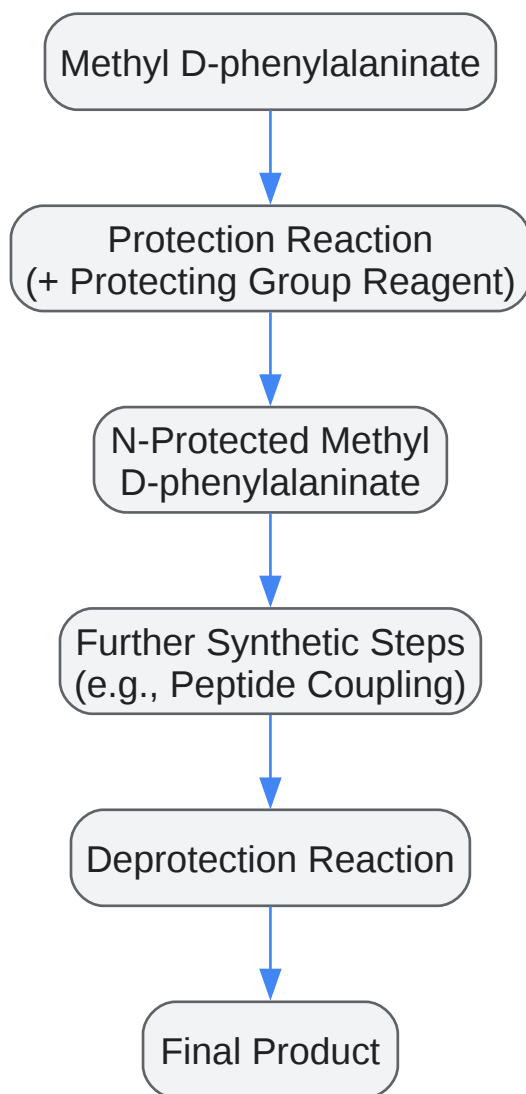 Methyl D-phenylalaninate
Protection Reaction
(+ Protecting Group Reagent)
N-Protected Methyl
D-phenylalaninate
Further Synthetic Steps
(e.g., Peptide Coupling)
Deprotection Reaction
Final Product